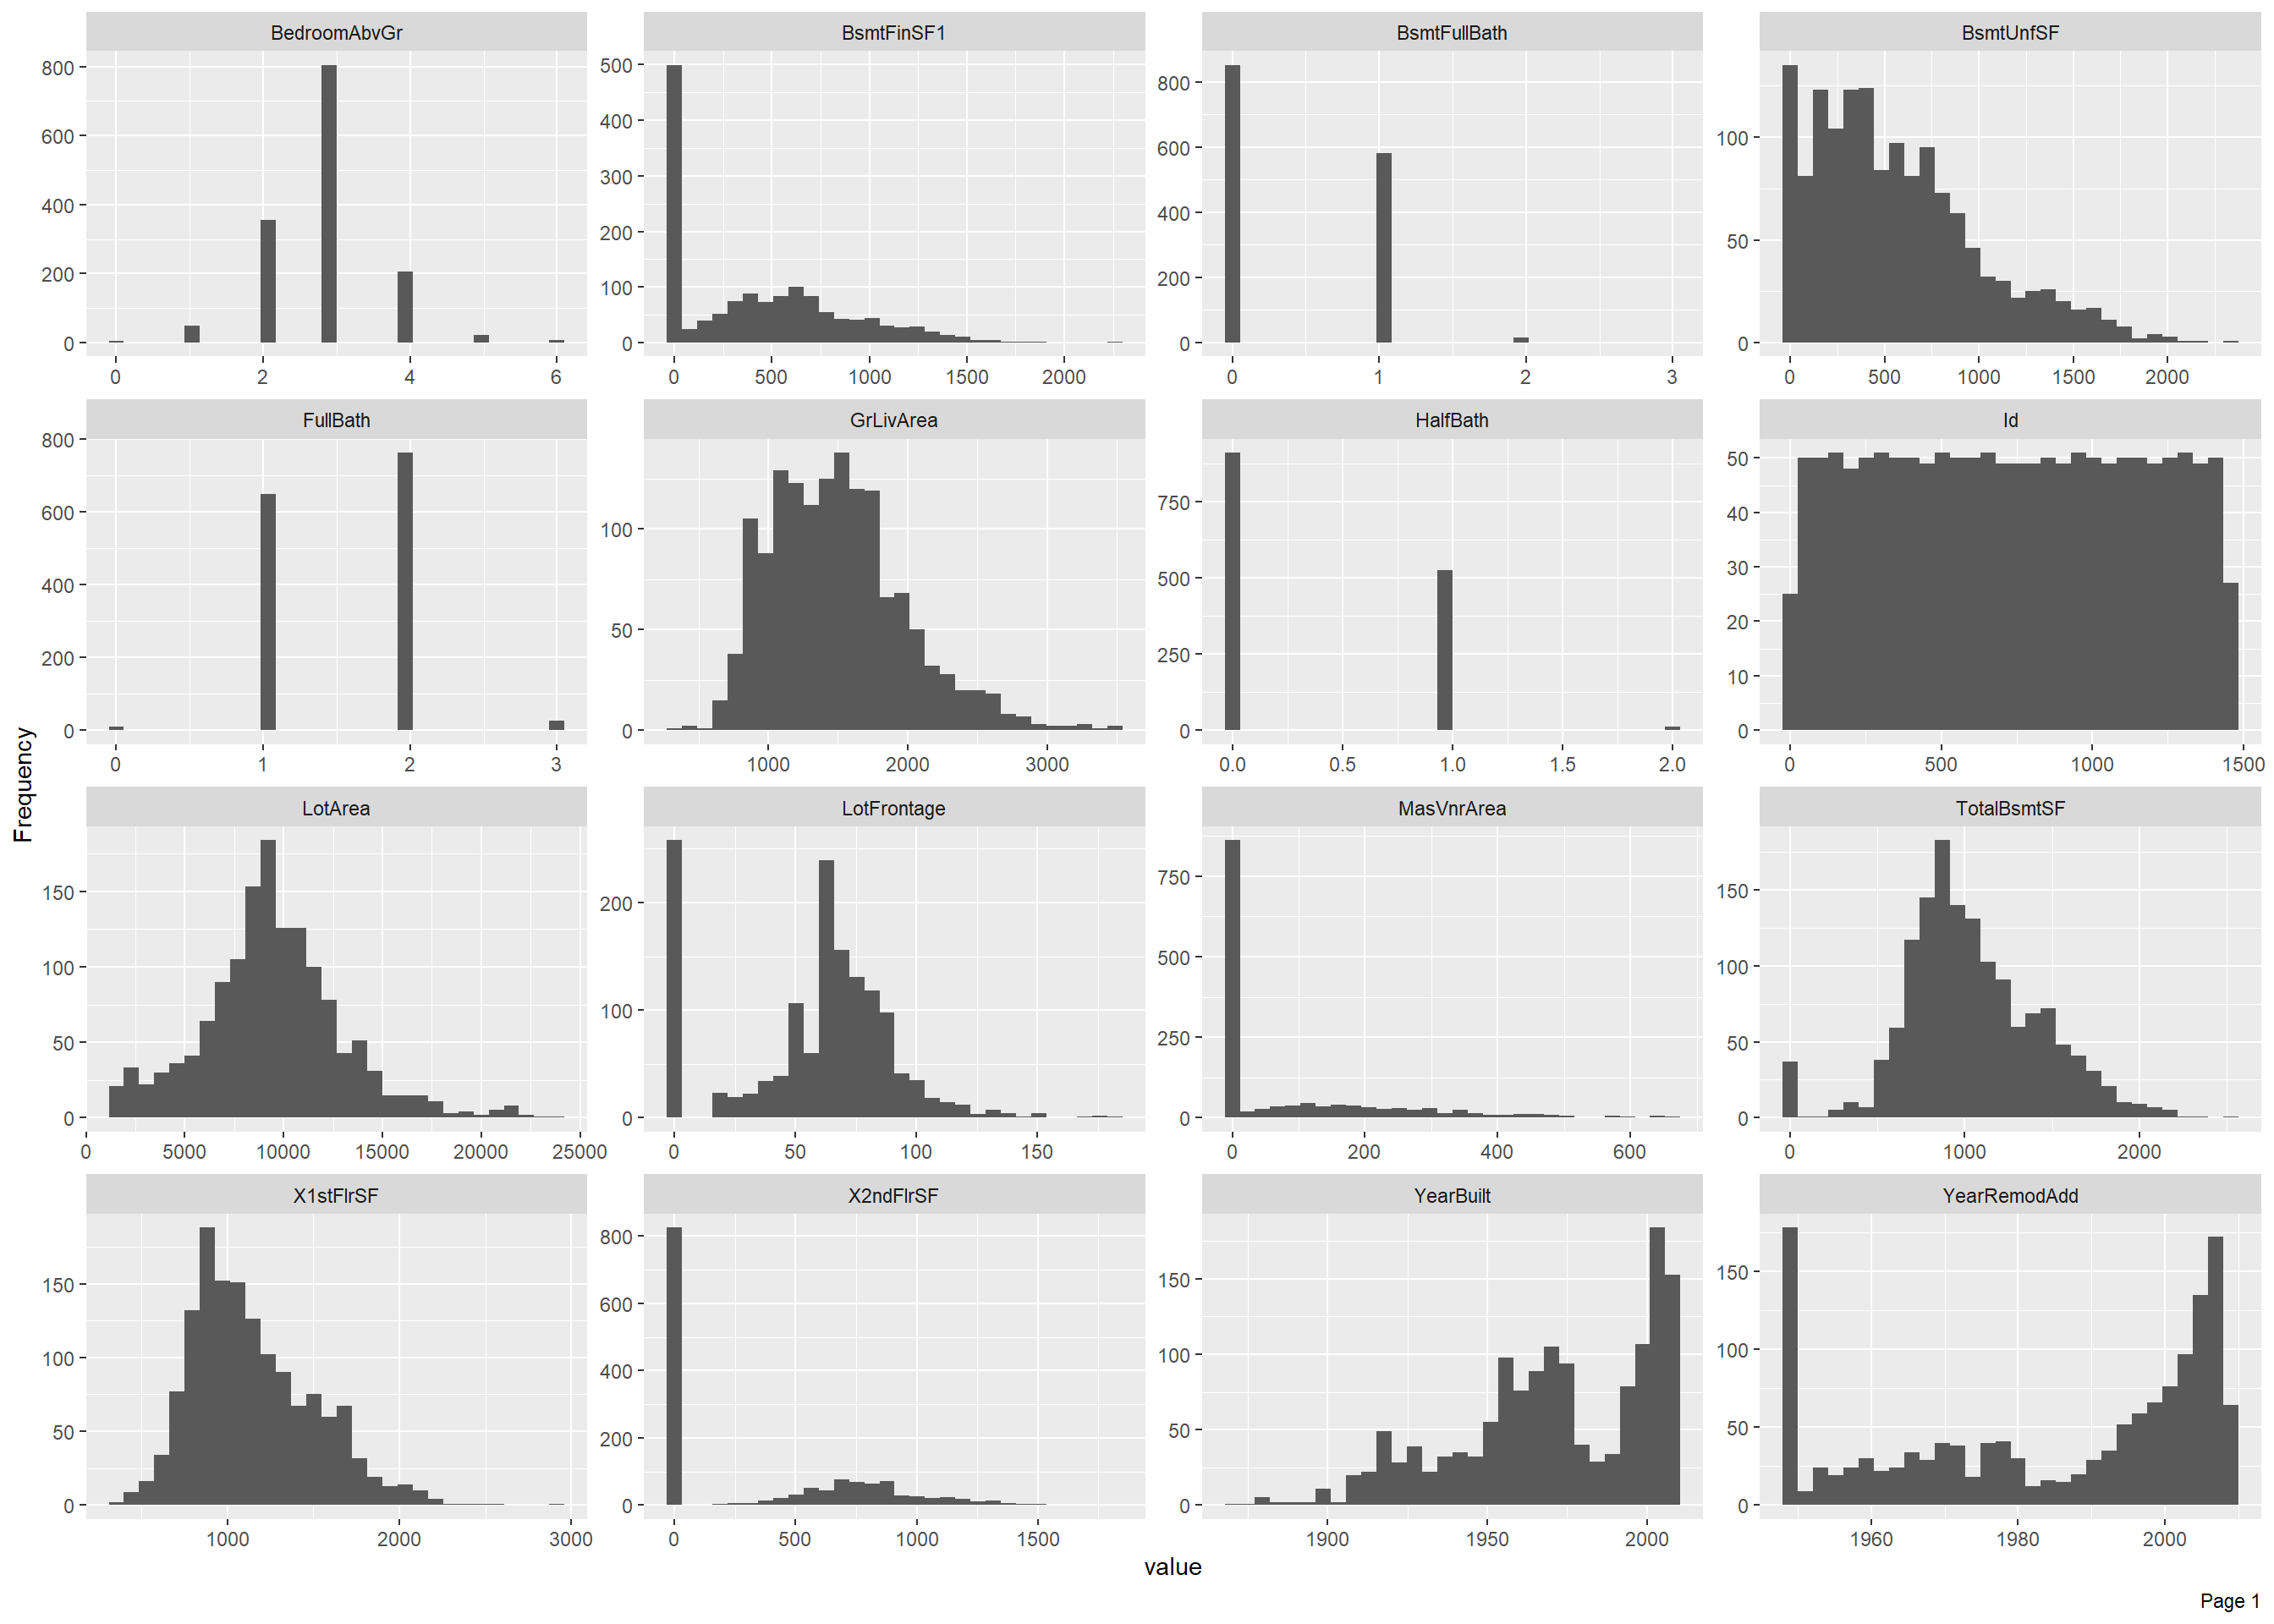 BedroomAbvGr
BsmtFinSF1
BsmtFullBath
BsmtUnfSF
800
600
400
200
0
0 2 4 6
500
400
300
200
100
0
0 500 1000 1500 2000
800
600
400
200
0
0 1 2 3
100
50
0
0 500 1000 1500 2000
FullBath
GrLivArea
HalfBath
Id
800
600
400
200
0
0 1 2 3
100
50
0
1000 2000 3000
750
500
250
0
0.0 0.5 1.0 1.5 2.0
50
40
30
20
10
0
0 500 1000 1500
LotArea
LotFrontage
MasVnrArea
TotalBsmtSF
150
100
50
0
0 5000 10000 15000 20000 25000
200
100
0
0 50 100 150
750
500
250
0
0 200 400 600
150
100
50
0
0 1000 2000
X1stFlrSF
X2ndFlrSF
YearBuilt
YearRemodAdd
150
100
50
0
1000 2000 3000
800
600
400
200
0
0 500 1000 1500
150
100
50
0
1900 1950 2000
150
100
50
0
1960 1980 2000
Frequency
value
Page 1